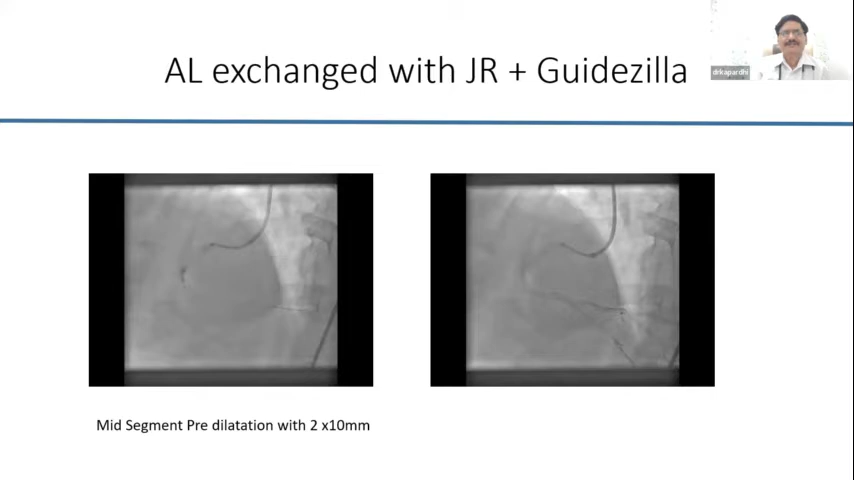 AL exchanged with JR + Guidezilla
drkapardhi
Mid Segment Pre dilatation with 2 x10mm